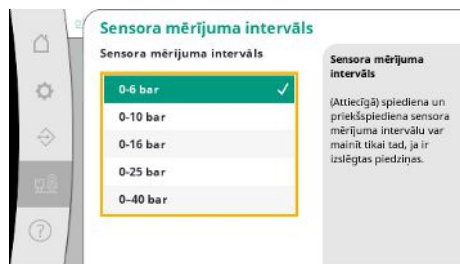 Sensora mērījuma intervāls
Sensora mērījuma intervāls
0-6 bar
0-10 bar
0-16 bar
0-25 bar
0–40 bar
Sensora mērījuma
intervāls
(Attiecīgā) spiediena un
priekšspiediena sensora
mērījuma intervālu var
mainīt tikai tad, ja ir
izslēgtas piedziņas.
?